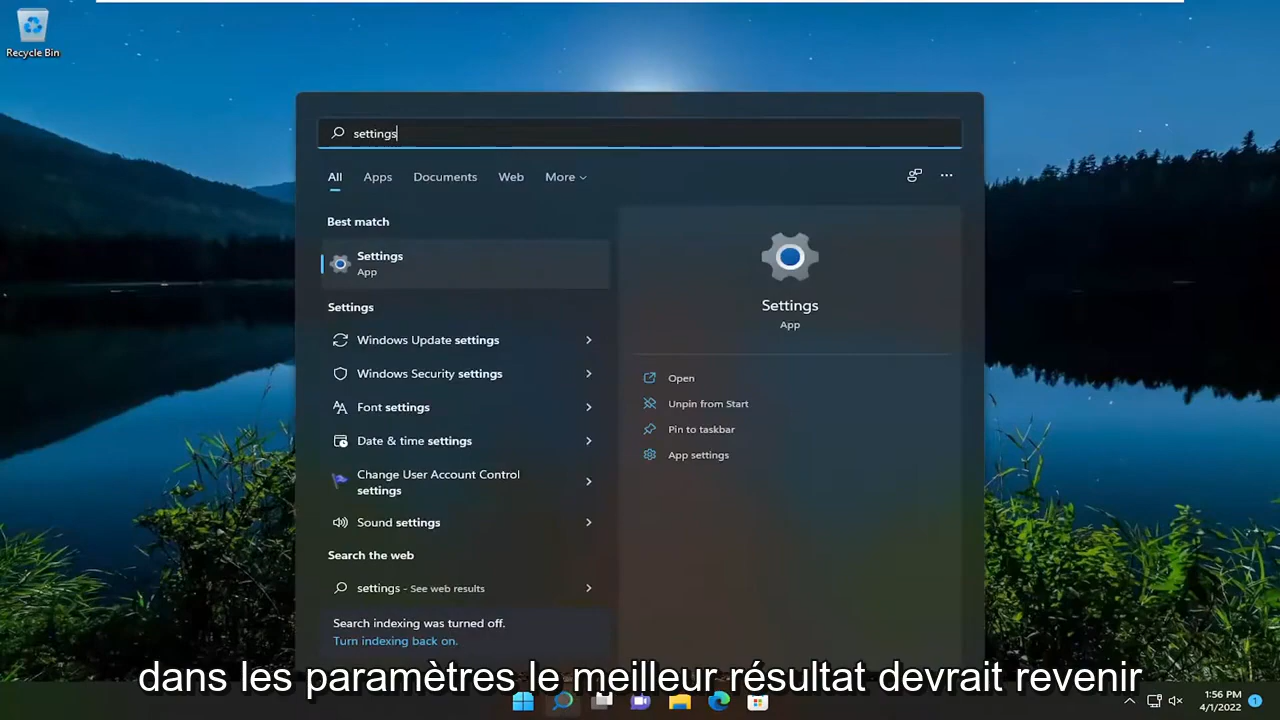 Recycle Bin
settings
All Apps Documents Web More
Best match
Settings
App
Settings
Windows Update settings
Windows Security settings
Font settings
Date & time settings
Change User Account Control
settings
Sound settings
Search the web
settings - See web results
Search indexing was turned off.
Turn indexing back on.
Settings
App
Open
Unpin from Start
Pin to taskbar
App settings
dans les paramètres le meilleur résultat devrait revenir
1:56 PM
4/1/2022
1